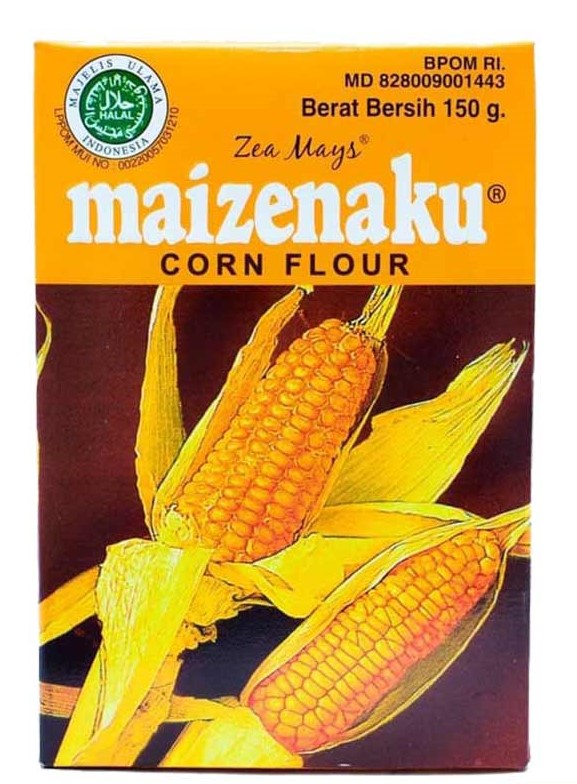 BPOM RI.
MD 828009001443
Berat Bersih 150 g.
MAJELIS ULAMA
حلال
HALAL
INDONESIA
LPPOM MUI NO : 00220057031210
Zea Mays®
maizenaku®
CORN FLOUR